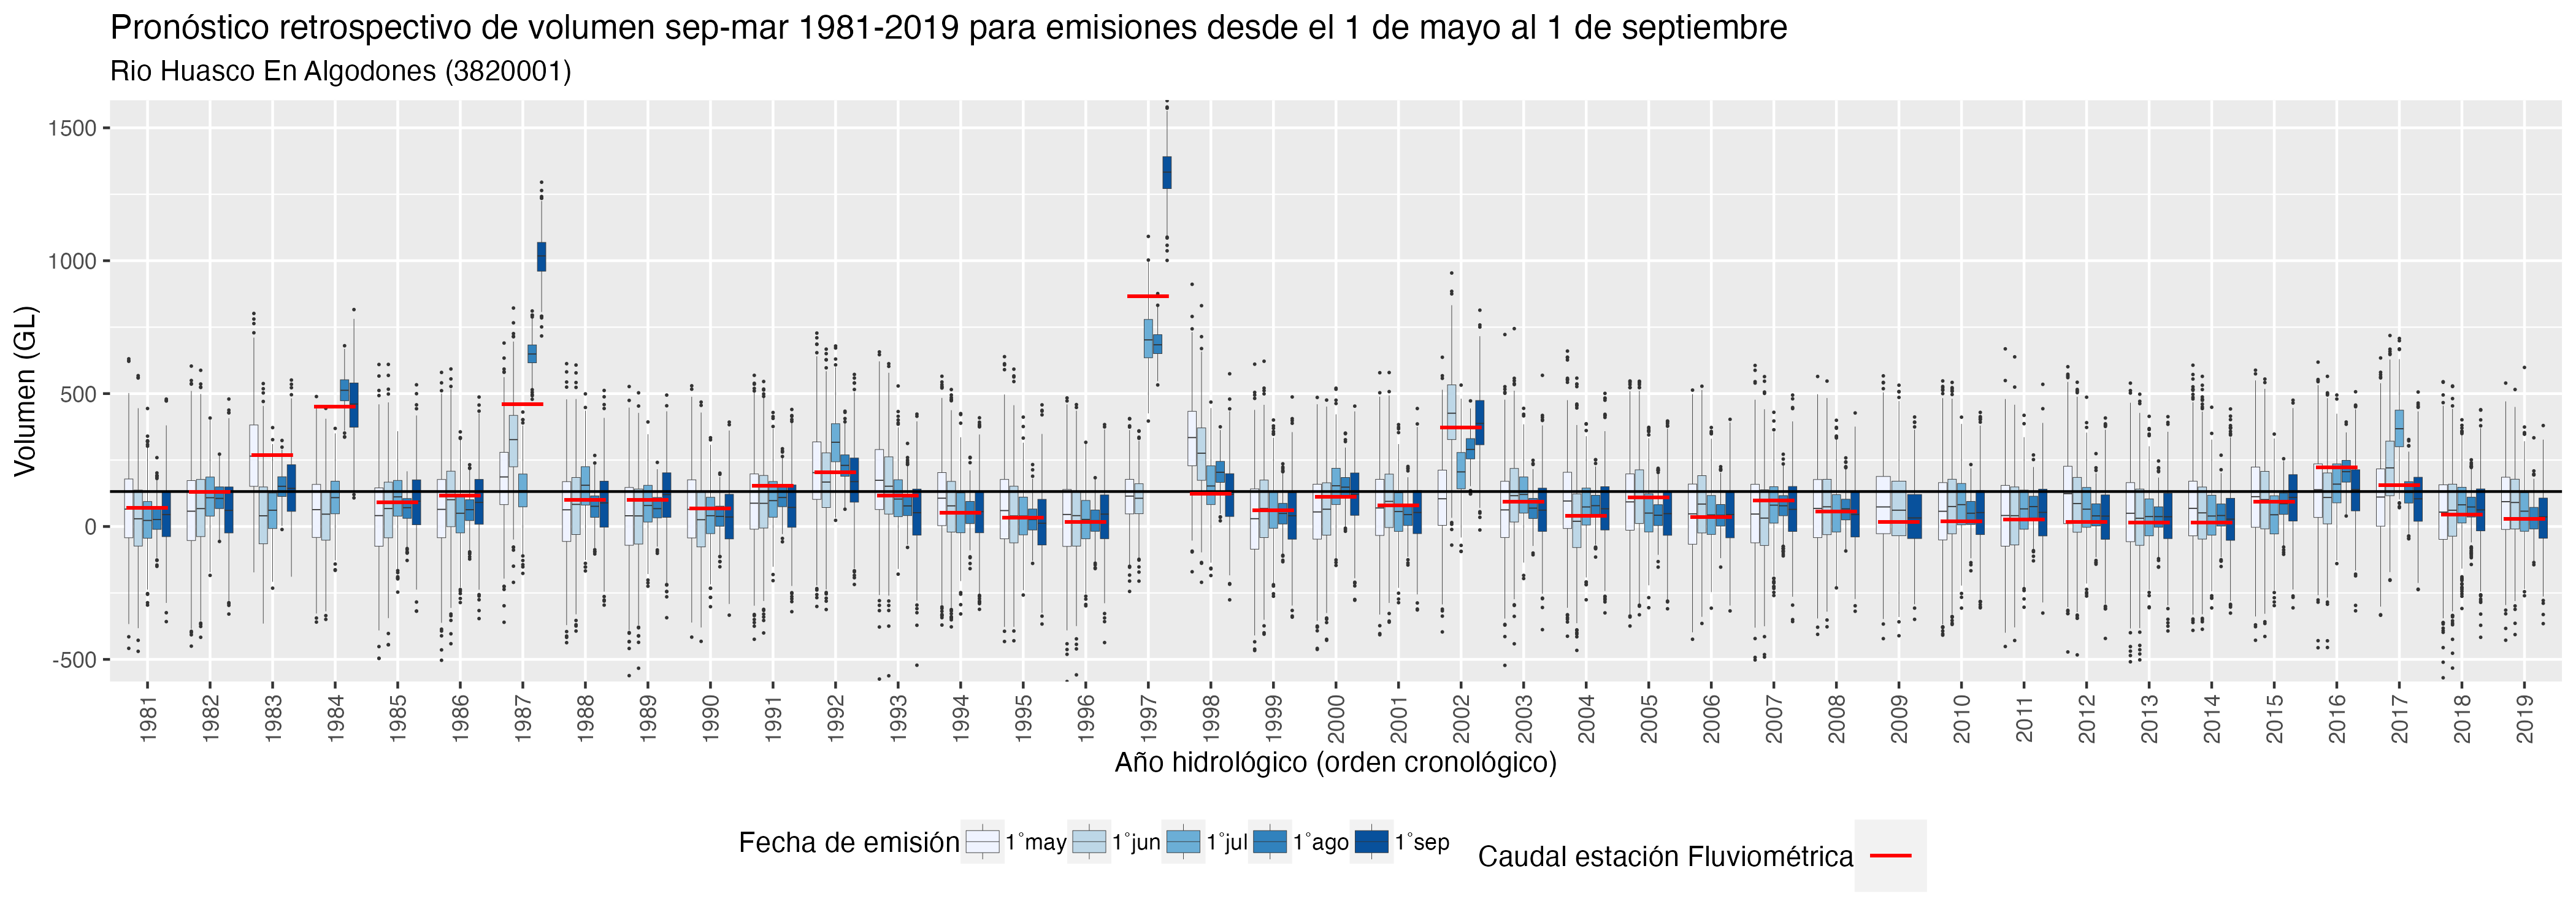 Pronóstico retrospectivo de volumen sep-mar 1981-2019 para emisiones desde el 1 de mayo al 1 de septiembre
Rio Huasco En Algodones (3820001)
Volumen (GL)
1500
1000
500
0
-500
1981 1982 1983 1984 1985 1986 1987 1988 1989 1990 1991 1992 1993 1994 1995 1996 1997 1998 1999 2000 2001 2002 2003 2004 2005 2006 2007 2008 2009 2010 2011 2012 2013 2014 2015 2016 2017 2018 2019
Año hidrológico (orden cronológico)
Fecha de emisión 1°may 1°jun 1°jul 1°ago 1°sep Caudal estación Fluviométrica